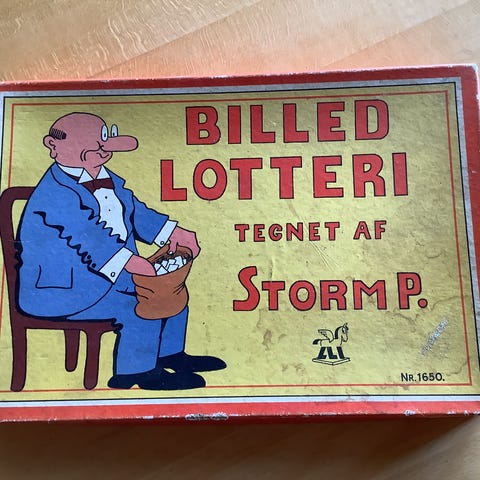 BILLED
LOTTERI
TEGNET AF
STORM P.
NR. 1650.